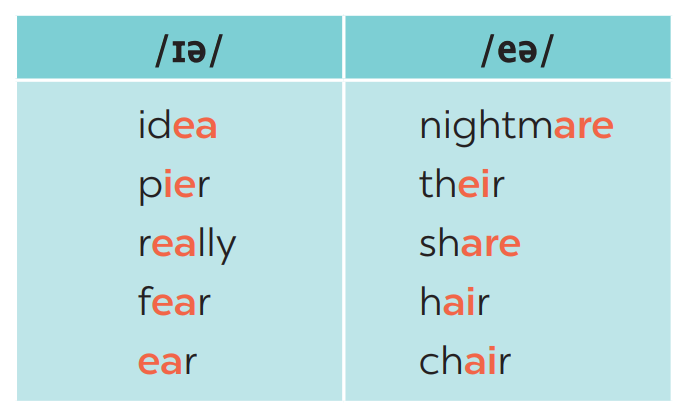 /ɪə/ /eə/
idea nightmare
pier their
really share
fear hair
ear chair